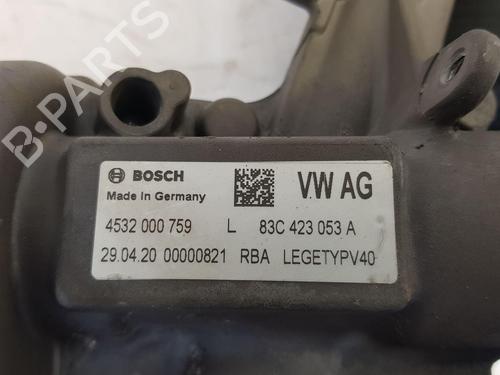 B-PARTS
BOSCH
Made in Germany
VW AG
4532 000 759 L 83C 423 053 A
29.04.20 00000821 RBA LEGETYPV40